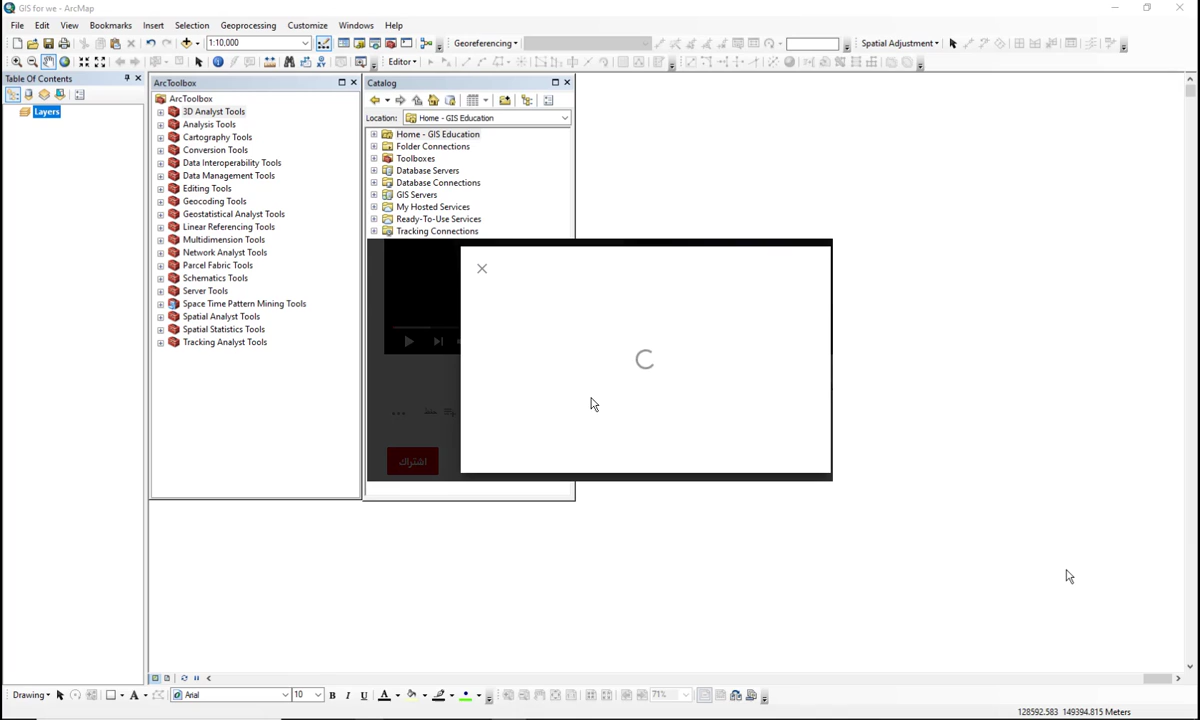 GIS for we - ArcMap
File Edit View Bookmarks Insert Selection Geoprocessing Customize Windows Help
1:10,000 Georeferencing Spatial Adjustment
Editor
Table Of Contents
Layers
ArcToolbox
ArcToolbox
3D Analyst Tools
Analysis Tools
Cartography Tools
Conversion Tools
Data Interoperability Tools
Data Management Tools
Editing Tools
Geocoding Tools
Geostatistical Analyst Tools
Linear Referencing Tools
Multidimension Tools
Network Analyst Tools
Parcel Fabric Tools
Schematics Tools
Server Tools
Space Time Pattern Mining Tools
Spatial Analyst Tools
Spatial Statistics Tools
Tracking Analyst Tools
Catalog
Location: Home - GIS Education
Home - GIS Education
Folder Connections
Toolboxes
Database Servers
Database Connections
GIS Servers
My Hosted Services
Ready-To-Use Services
Tracking Connections
حفظ
اشتراك
Drawing A Arial 10 B I U A 71%
128592.583 149394.815 Meters